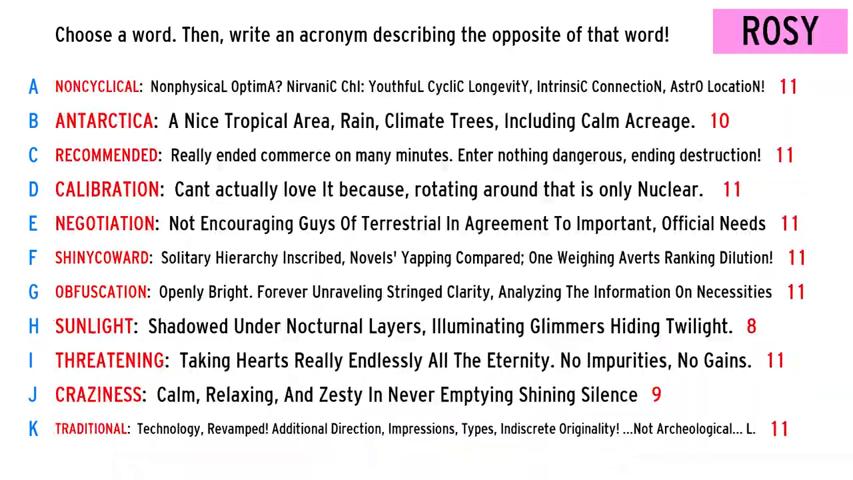 Choose a word. Then, write an acronym describing the opposite of that word!
ROSY
A NONCYCLICAL: NonphysicaL OptimA? NirvaniC ChI: YouthfuL CycliC LongevitY, IntrinsiC ConnectioN, AstrO LocatioN! 11
B ANTARCTICA: A Nice Tropical Area, Rain, Climate Trees, Including Calm Acreage. 10
C RECOMMENDED: Really ended commerce on many minutes. Enter nothing dangerous, ending destruction! 11
D CALIBRATION: Cant actually love It because, rotating around that is only Nuclear. 11
E NEGOTIATION: Not Encouraging Guys Of Terrestrial In Agreement To Important, Official Needs 11
F SHINYCOWARD: Solitary Hierarchy Inscribed, Novels' Yapping Compared; One Weighing Averts Ranking Dilution! 11
G OBFUSCATION: Openly Bright. Forever Unraveling Stringed Clarity, Analyzing The Information On Necessities 11
H SUNLIGHT: Shadowed Under Nocturnal Layers, Illuminating Glimmers Hiding Twilight. 8
I THREATENING: Taking Hearts Really Endlessly All The Eternity. No Impurities, No Gains. 11
J CRAZINESS: Calm, Relaxing, And Zesty In Never Emptying Shining Silence 9
K TRADITIONAL: Technology, Revamped! Additional Direction, Impressions, Types, Indiscrete Originality! ...Not Archeological... L. 11